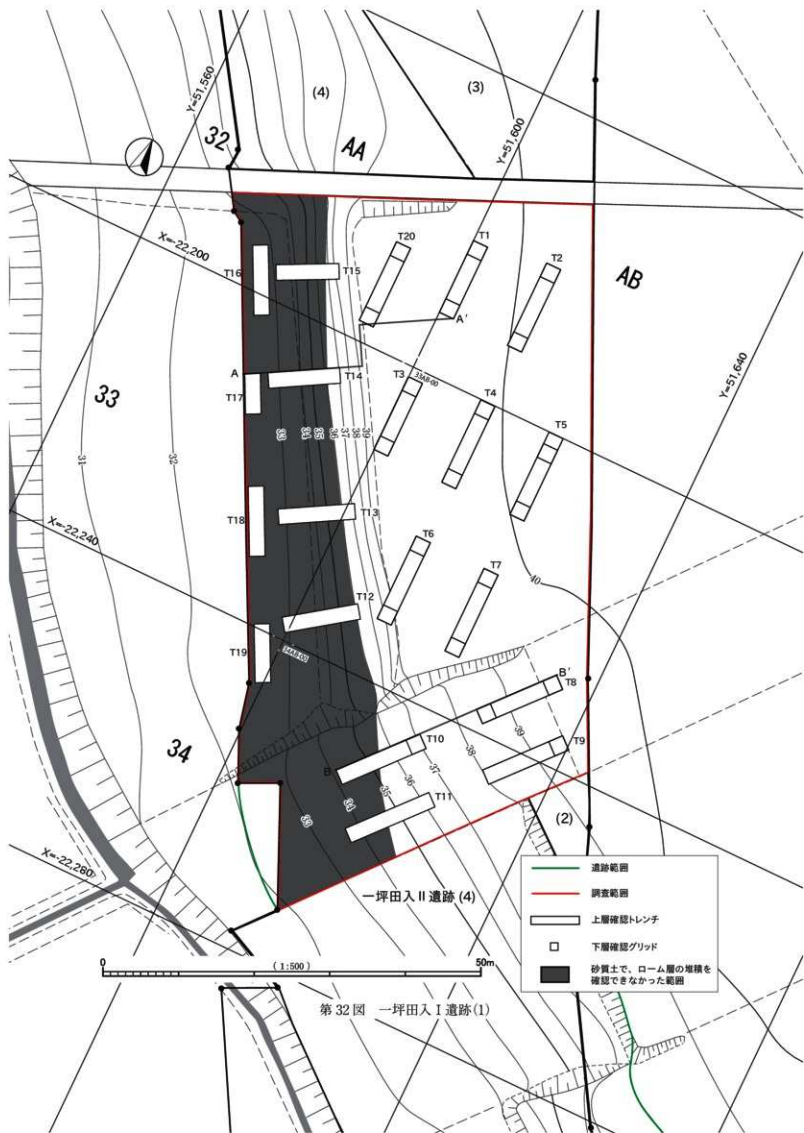 (4)
(3)
Y=51,560
32
AA
Y=51,600
X=-22,200
T16
T15
T20
T1
T2
AB
A'
Y=51,640
A
T14
T17
T3
33AB-00
T4
T5
33
33
34
35
36
37
38
39
31
32
X=-22,240
T18
T13
T6
T7
40
T12
T19
34AB-00
34
B'
T8
39
T9
38
T10
B
37
36
35
T11
34
33
(2)
X=-22,280
一坪田入Ⅱ遺跡(4)
遺跡範囲
調査範囲
上層確認トレンチ
下層確認グリッド
砂質土で、ローム層の堆積を
確認できなかった範囲
0
(1:500)
50m
第32図 一坪田入Ⅰ遺跡(1)